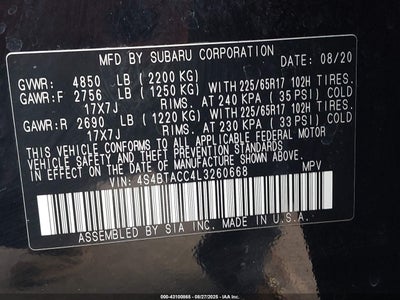 MFD BY SUBARU CORPORATION DATE: 08/20
GVWR: 4850 LB (2200 KG)
GAWR:F 2756 LB (1250 KG) WITH 225/65R17 102H TIRES.
17X7J RIMS. AT 240 KPA (35 PSI) COLD
GAWR:R 2690 LB (1220 KG) WITH 225/65R17 102H TIRES.
17X7J RIMS. AT 230 KPA (33 PSI) COLD
THIS VEHICLE CONFORMS TO ALL APPLICABLE FEDERAL MOTOR
VEHICLE SAFETY AND THEFT PREVENTION STANDARDS IN EFFECT ON
THE DATE OF MANUFACTURE SHOWN ABOVE.
VIN: 4S4BTACC4L3260668 MPV
ASSEMBLED BY SIA INC. IN U.S.A.
000-43100065 - 08/27/2025 - IAAI.COM